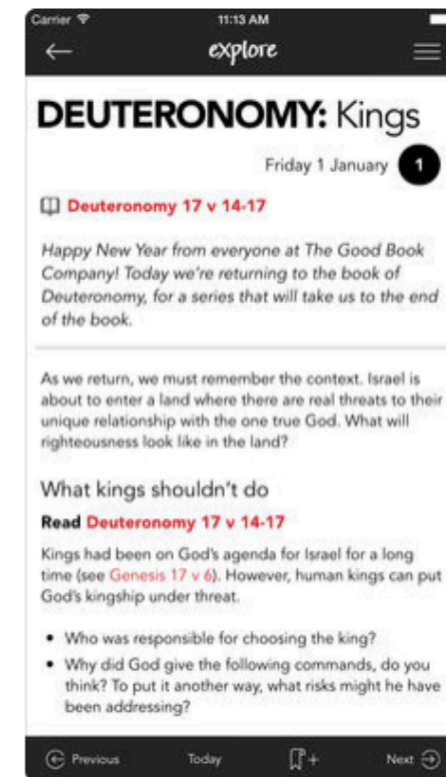 Carrier 11:13 AM
explore
DEUTERONOMY: Kings
Friday 1 January 1
Deuteronomy 17 v 14-17
Happy New Year from everyone at The Good Book
Company! Today we're returning to the book of
Deuteronomy, for a series that will take us to the end
of the book.
As we return, we must remember the context. Israel is
about to enter a land where there are real threats to their
unique relationship with the one true God. What will
righteousness look like in the land?
What kings shouldn't do
Read Deuteronomy 17 v 14-17
Kings had been on God's agenda for Israel for a long
time (see Genesis 17 v 6). However, human kings can put
God's kingship under threat.
• Who was responsible for choosing the king?
• Why did God give the following commands, do you
think? To put it another way, what risks might he have
been addressing?
Previous Today + Next